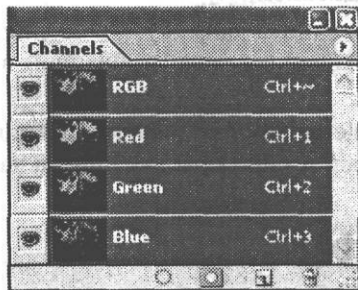 Channels
RGB Ctrl+~
Red Ctrl+1
Green Ctrl+2
Blue Ctrl+3